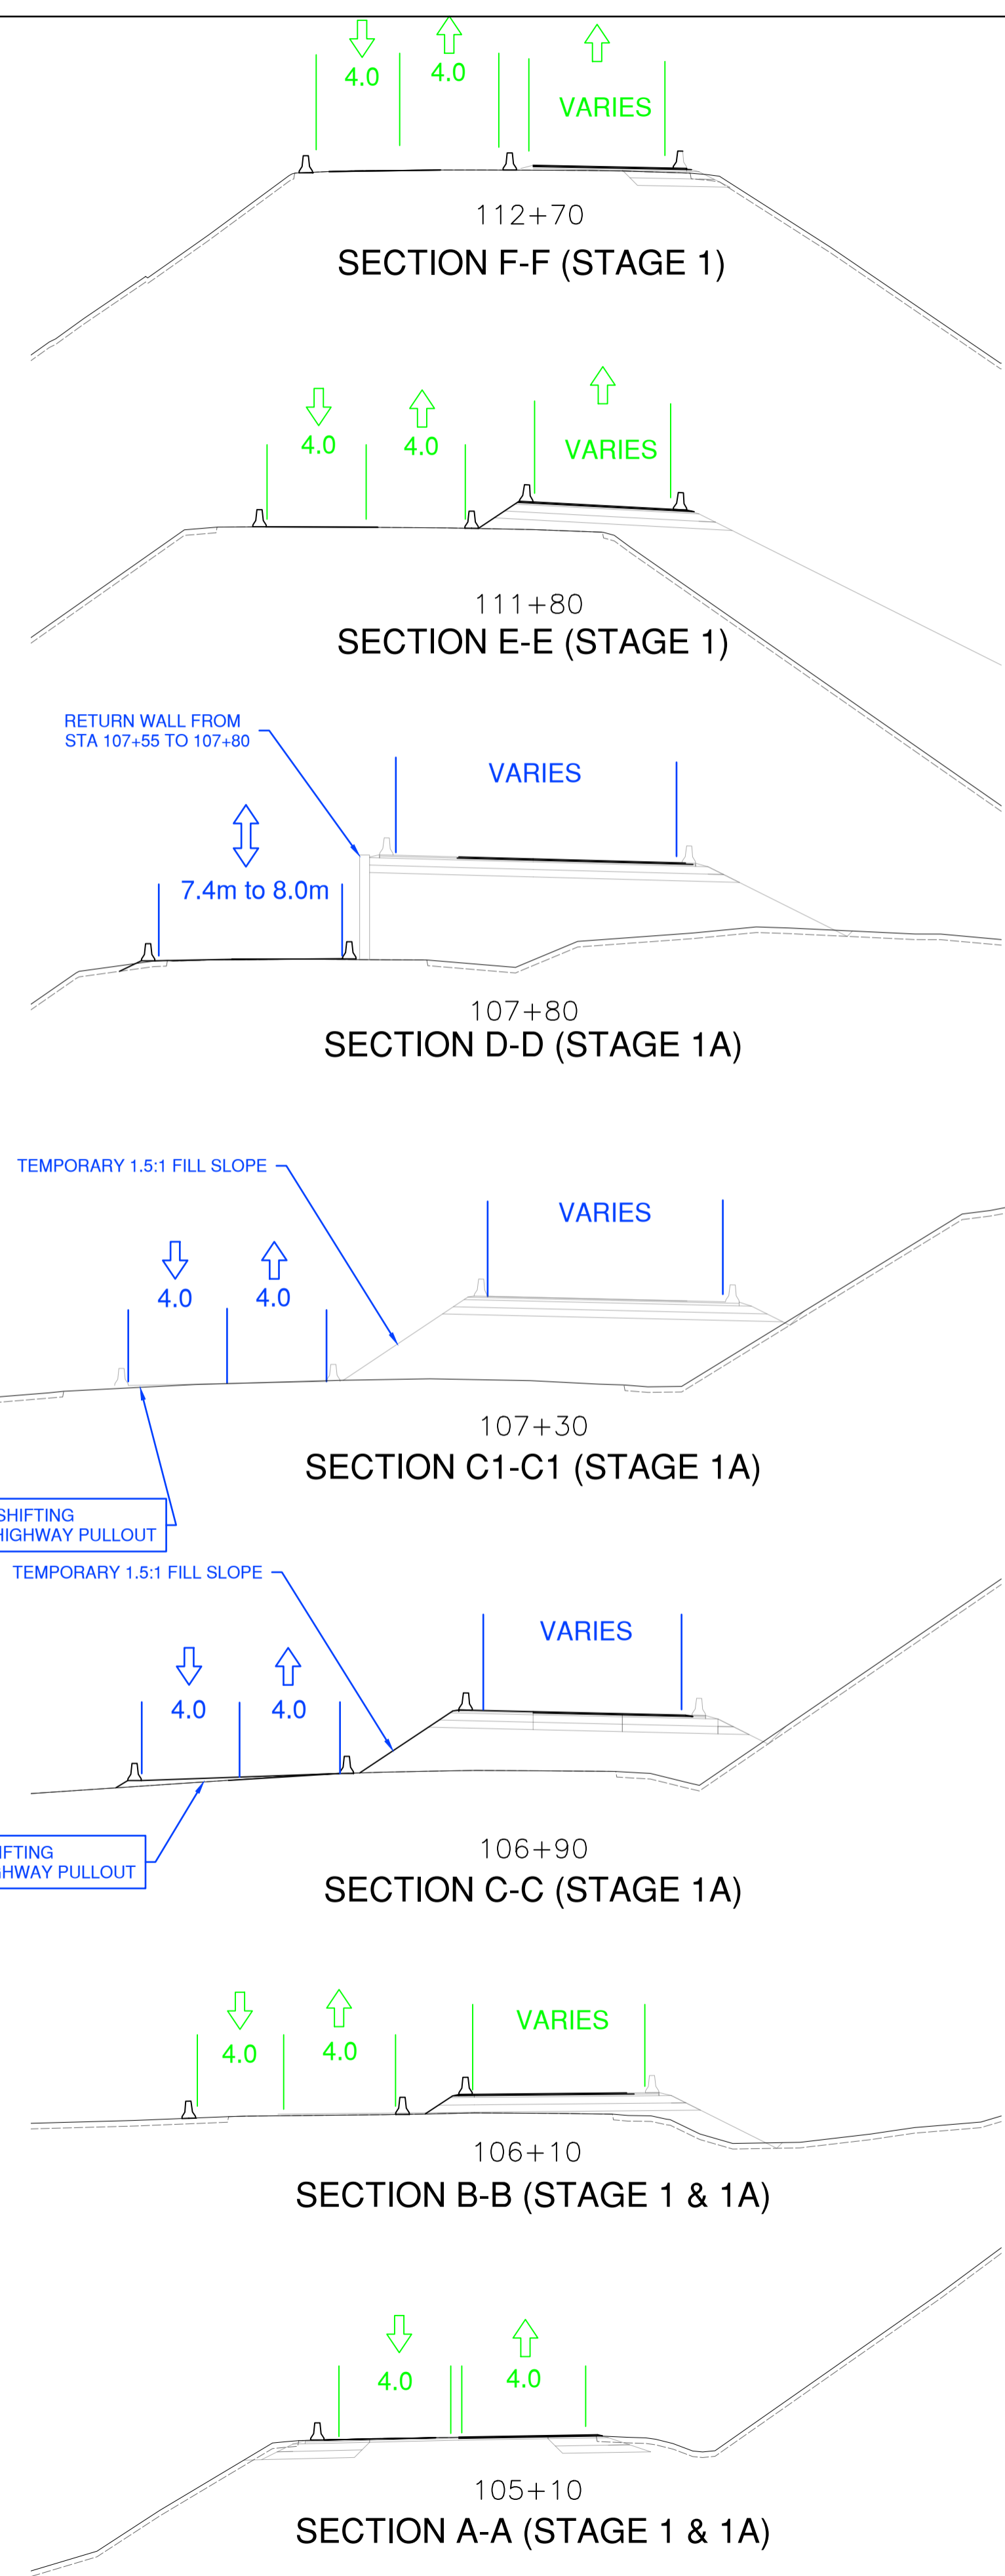 4.0
4.0
VARIES
112+70
SECTION F-F (STAGE 1)
4.0
4.0
VARIES
111+80
SECTION E-E (STAGE 1)
RETURN WALL FROM
STA 107+55 TO 107+80
VARIES
7.4m to 8.0m
107+80
SECTION D-D (STAGE 1A)
TEMPORARY 1.5:1 FILL SLOPE
VARIES
4.0
4.0
107+30
SECTION C1-C1 (STAGE 1A)
SHIFTING
HIGHWAY PULLOUT
TEMPORARY 1.5:1 FILL SLOPE
VARIES
4.0
4.0
106+90
SECTION C-C (STAGE 1A)
IFTING
GHWAY PULLOUT
VARIES
4.0
4.0
106+10
SECTION B-B (STAGE 1 & 1A)
4.0
4.0
105+10
SECTION A-A (STAGE 1 & 1A)